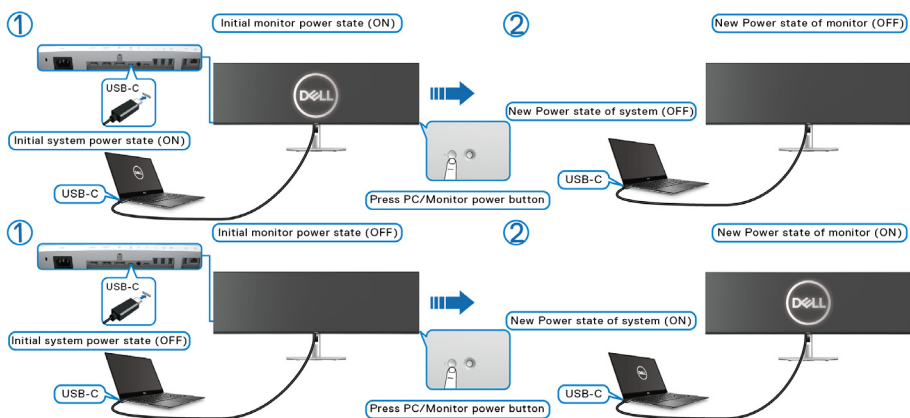 1
Initial monitor power state (ON)
2
New Power state of monitor (OFF)
USB-C
DELL
New Power state of system (OFF)
Initial system power state (ON)
DELL
USB-C
USB-C
Press PC/Monitor power button
1
Initial monitor power state (OFF)
2
New Power state of monitor (ON)
USB-C
DELL
New Power state of system (ON)
Initial system power state (OFF)
DELL
USB-C
USB-C
Press PC/Monitor power button